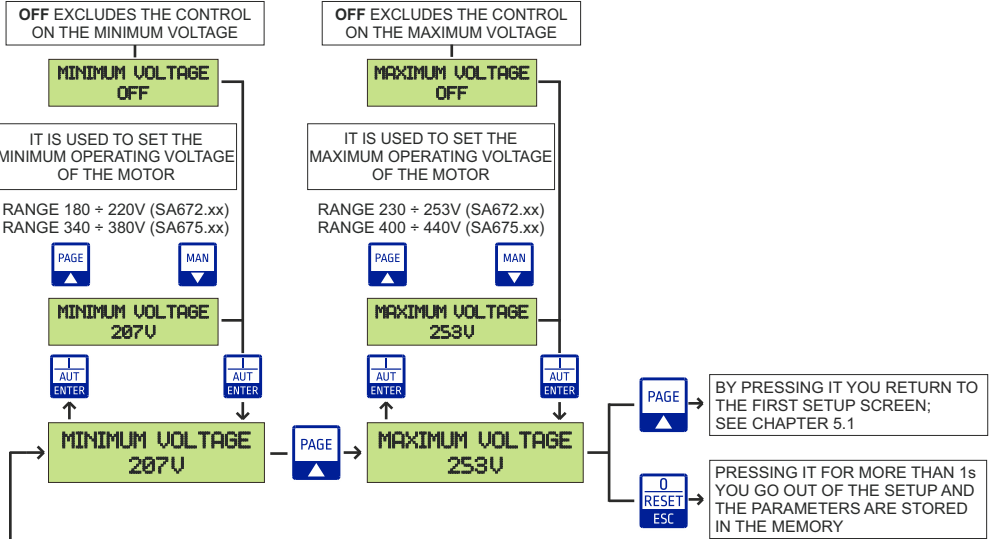 OFF EXCLUDES THE CONTROL
ON THE MINIMUM VOLTAGE
MINIMUM VOLTAGE
OFF
IT IS USED TO SET THE
MINIMUM OPERATING VOLTAGE
OF THE MOTOR
RANGE 180 ÷ 220V (SA672.xx)
RANGE 340 ÷ 380V (SA675.xx)
PAGE
MAN
MINIMUM VOLTAGE
207V
I
AUT
ENTER
I
AUT
ENTER
MINIMUM VOLTAGE
207V
PAGE
OFF EXCLUDES THE CONTROL
ON THE MAXIMUM VOLTAGE
MAXIMUM VOLTAGE
OFF
IT IS USED TO SET THE
MAXIMUM OPERATING VOLTAGE
OF THE MOTOR
RANGE 230 ÷ 253V (SA672.xx)
RANGE 400 ÷ 440V (SA675.xx)
PAGE
MAN
MAXIMUM VOLTAGE
253V
I
AUT
ENTER
I
AUT
ENTER
MAXIMUM VOLTAGE
253V
PAGE
BY PRESSING IT YOU RETURN TO
THE FIRST SETUP SCREEN;
SEE CHAPTER 5.1
0
RESET
ESC
PRESSING IT FOR MORE THAN 1s
YOU GO OUT OF THE SETUP AND
THE PARAMETERS ARE STORED
IN THE MEMORY